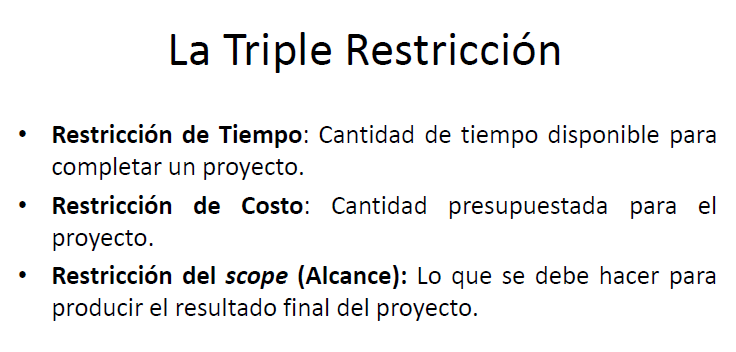 La Triple Restricción
• Restricción de Tiempo: Cantidad de tiempo disponible para
completar un proyecto.
• Restricción de Costo: Cantidad presupuestada para el
proyecto.
• Restricción del scope (Alcance): Lo que se debe hacer para
producir el resultado final del proyecto.